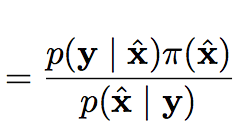 = p(𝐲 | 𝐱̂)π(𝐱̂) / p(𝐱̂ | 𝐲)